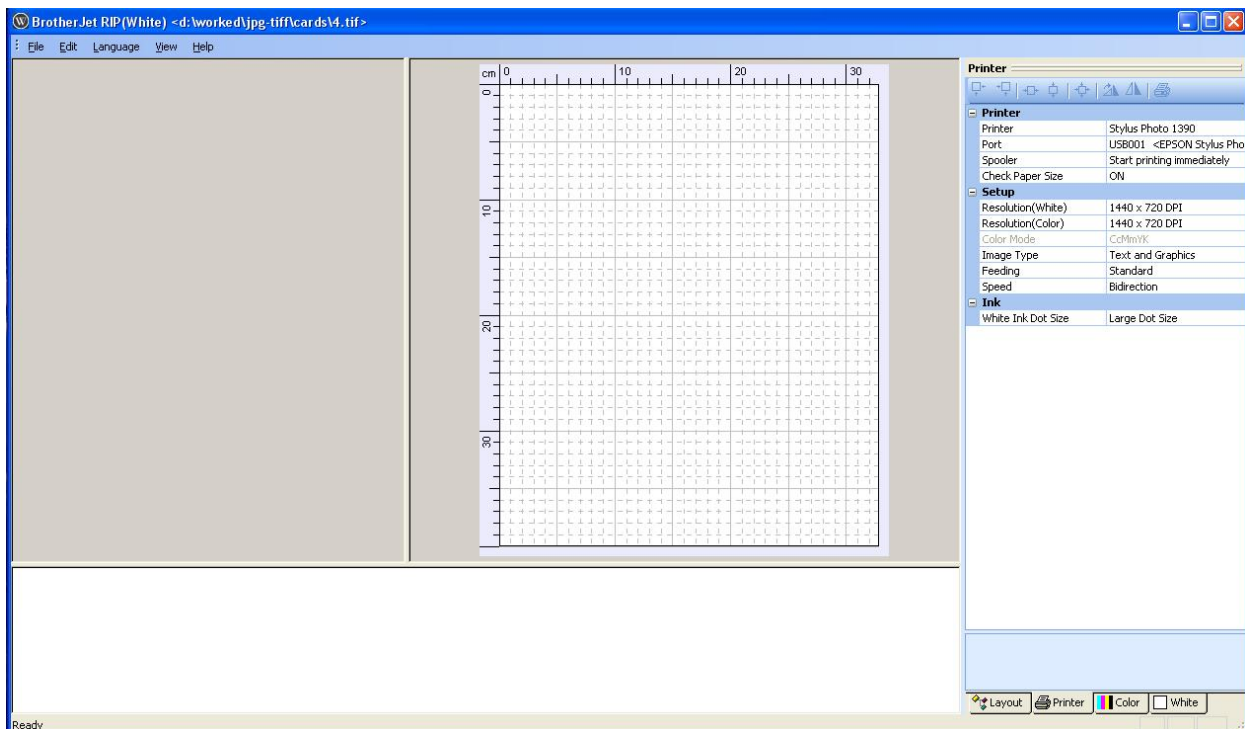 BrotherJet RIP(White) <d:\worked\jpg-tiff\cards\4.tif>
File Edit Language View Help
cm 0 10 20 30
0
10
20
30
Printer
Printer
Printer Stylus Photo 1390
Port USB001 <EPSON Stylus Pho
Spooler Start printing immediately
Check Paper Size ON
Setup
Resolution(White) 1440 x 720 DPI
Resolution(Color) 1440 x 720 DPI
Color Mode CcMmYK
Image Type Text and Graphics
Feeding Standard
Speed Bidirection
Ink
White Ink Dot Size Large Dot Size
Layout Printer Color White
Ready